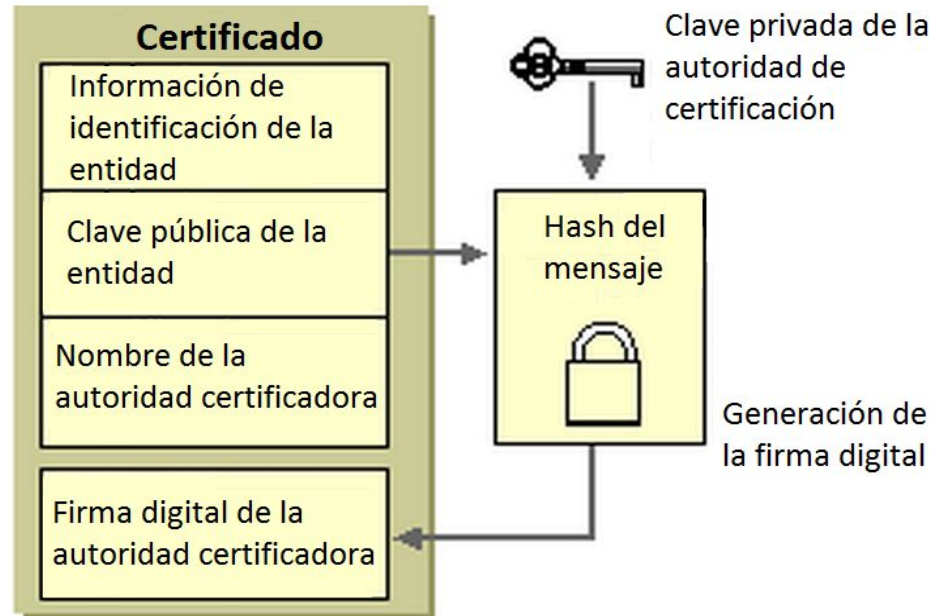 Certificado
Información de
identificación de la
entidad
Clave pública de la
entidad
Nombre de la
autoridad certificadora
Firma digital de la
autoridad certificadora
Clave privada de la
autoridad de
certificación
Hash del
mensaje
Generación de
la firma digital